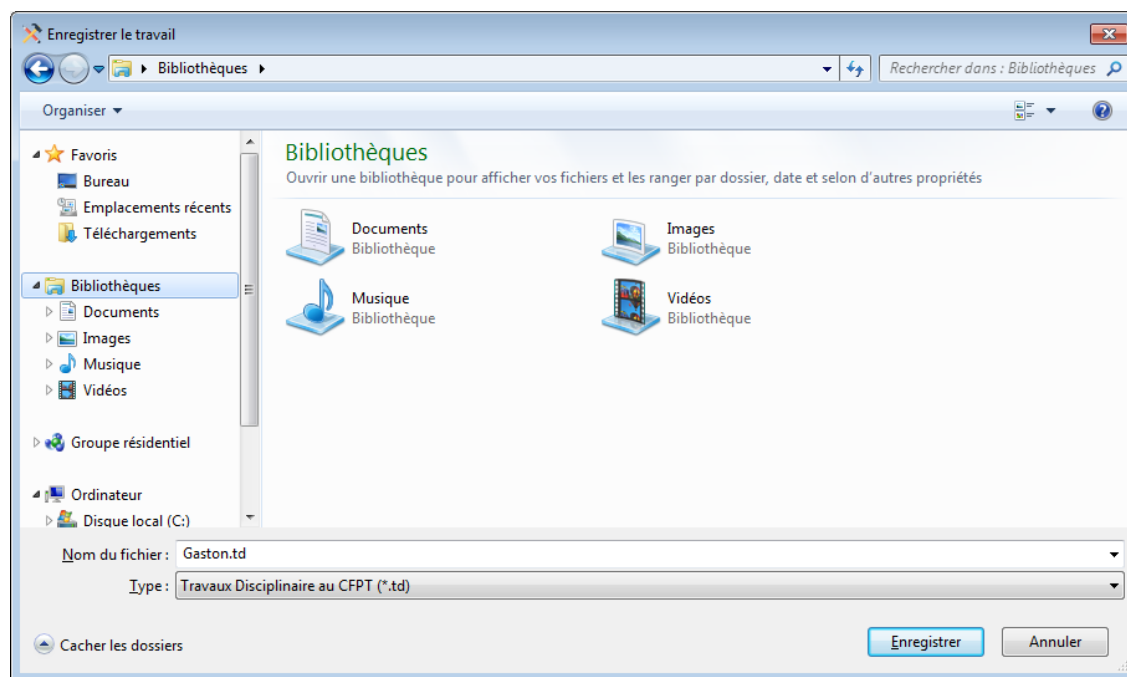 Enregistrer le travail
Bibliothèques
Rechercher dans : Bibliothèques
Organiser
Favoris
Bureau
Emplacements récents
Téléchargements
Bibliothèques
Documents
Images
Musique
Vidéos
Groupe résidentiel
Ordinateur
Disque local (C:)
Bibliothèques
Ouvrir une bibliothèque pour afficher vos fichiers et les ranger par dossier, date et selon d'autres propriétés
Documents
Bibliothèque
Images
Bibliothèque
Musique
Bibliothèque
Vidéos
Bibliothèque
Nom du fichier : Gaston.td
Type : Travaux Disciplinaire au CFPT (*.td)
Cacher les dossiers
Enregistrer
Annuler